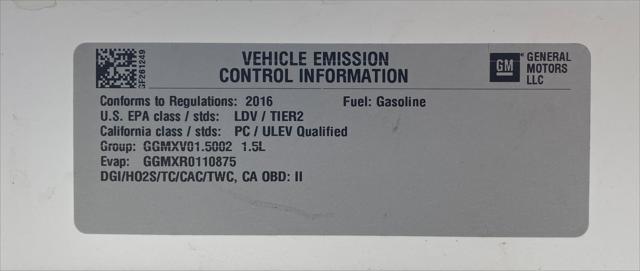 GF261249
VEHICLE EMISSION
CONTROL INFORMATION
GM
GENERAL
MOTORS
LLC
Conforms to Regulations: 2016 Fuel: Gasoline
U.S. EPA class / stds: LDV / TIER2
California class / stds: PC / ULEV Qualified
Group: GGMXV01.5002 1.5L
Evap: GGMXR0110875
DGI/HO2S/TC/CAC/TWC, CA OBD: II